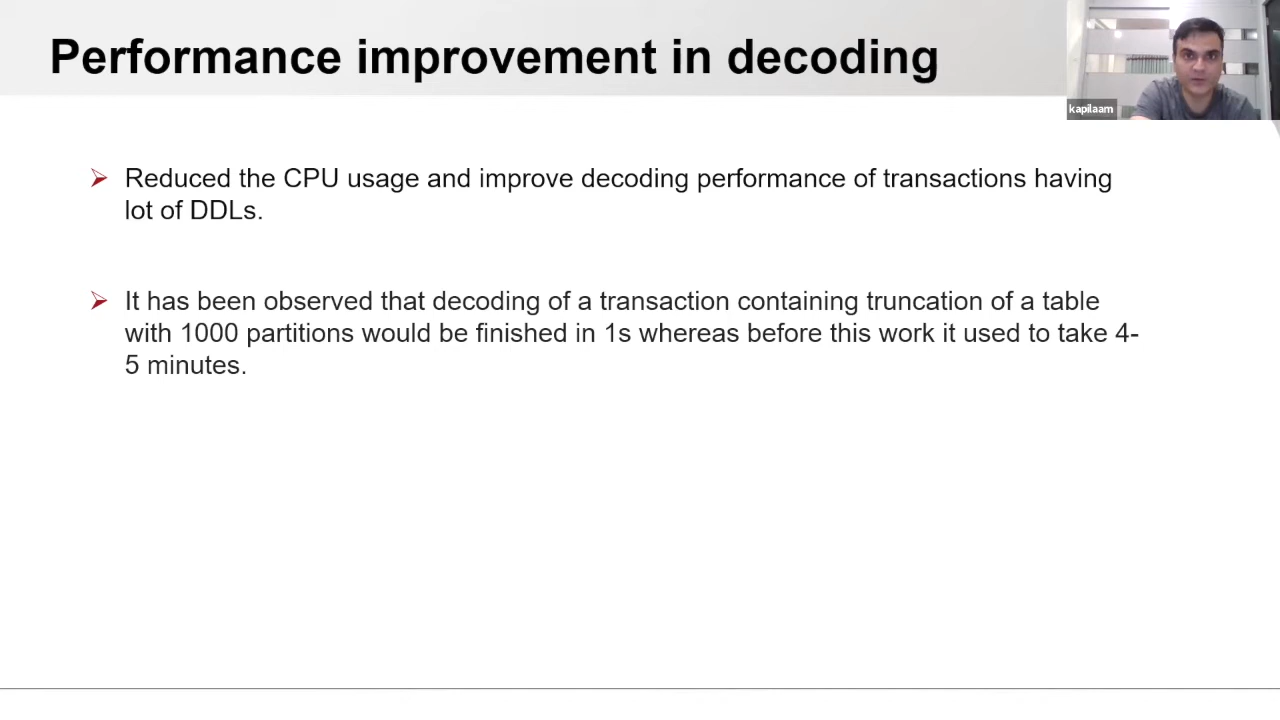 Performance improvement in decoding
kapilaam
Reduced the CPU usage and improve decoding performance of transactions having
lot of DDLs.
It has been observed that decoding of a transaction containing truncation of a table
with 1000 partitions would be finished in 1s whereas before this work it used to take 4-
5 minutes.